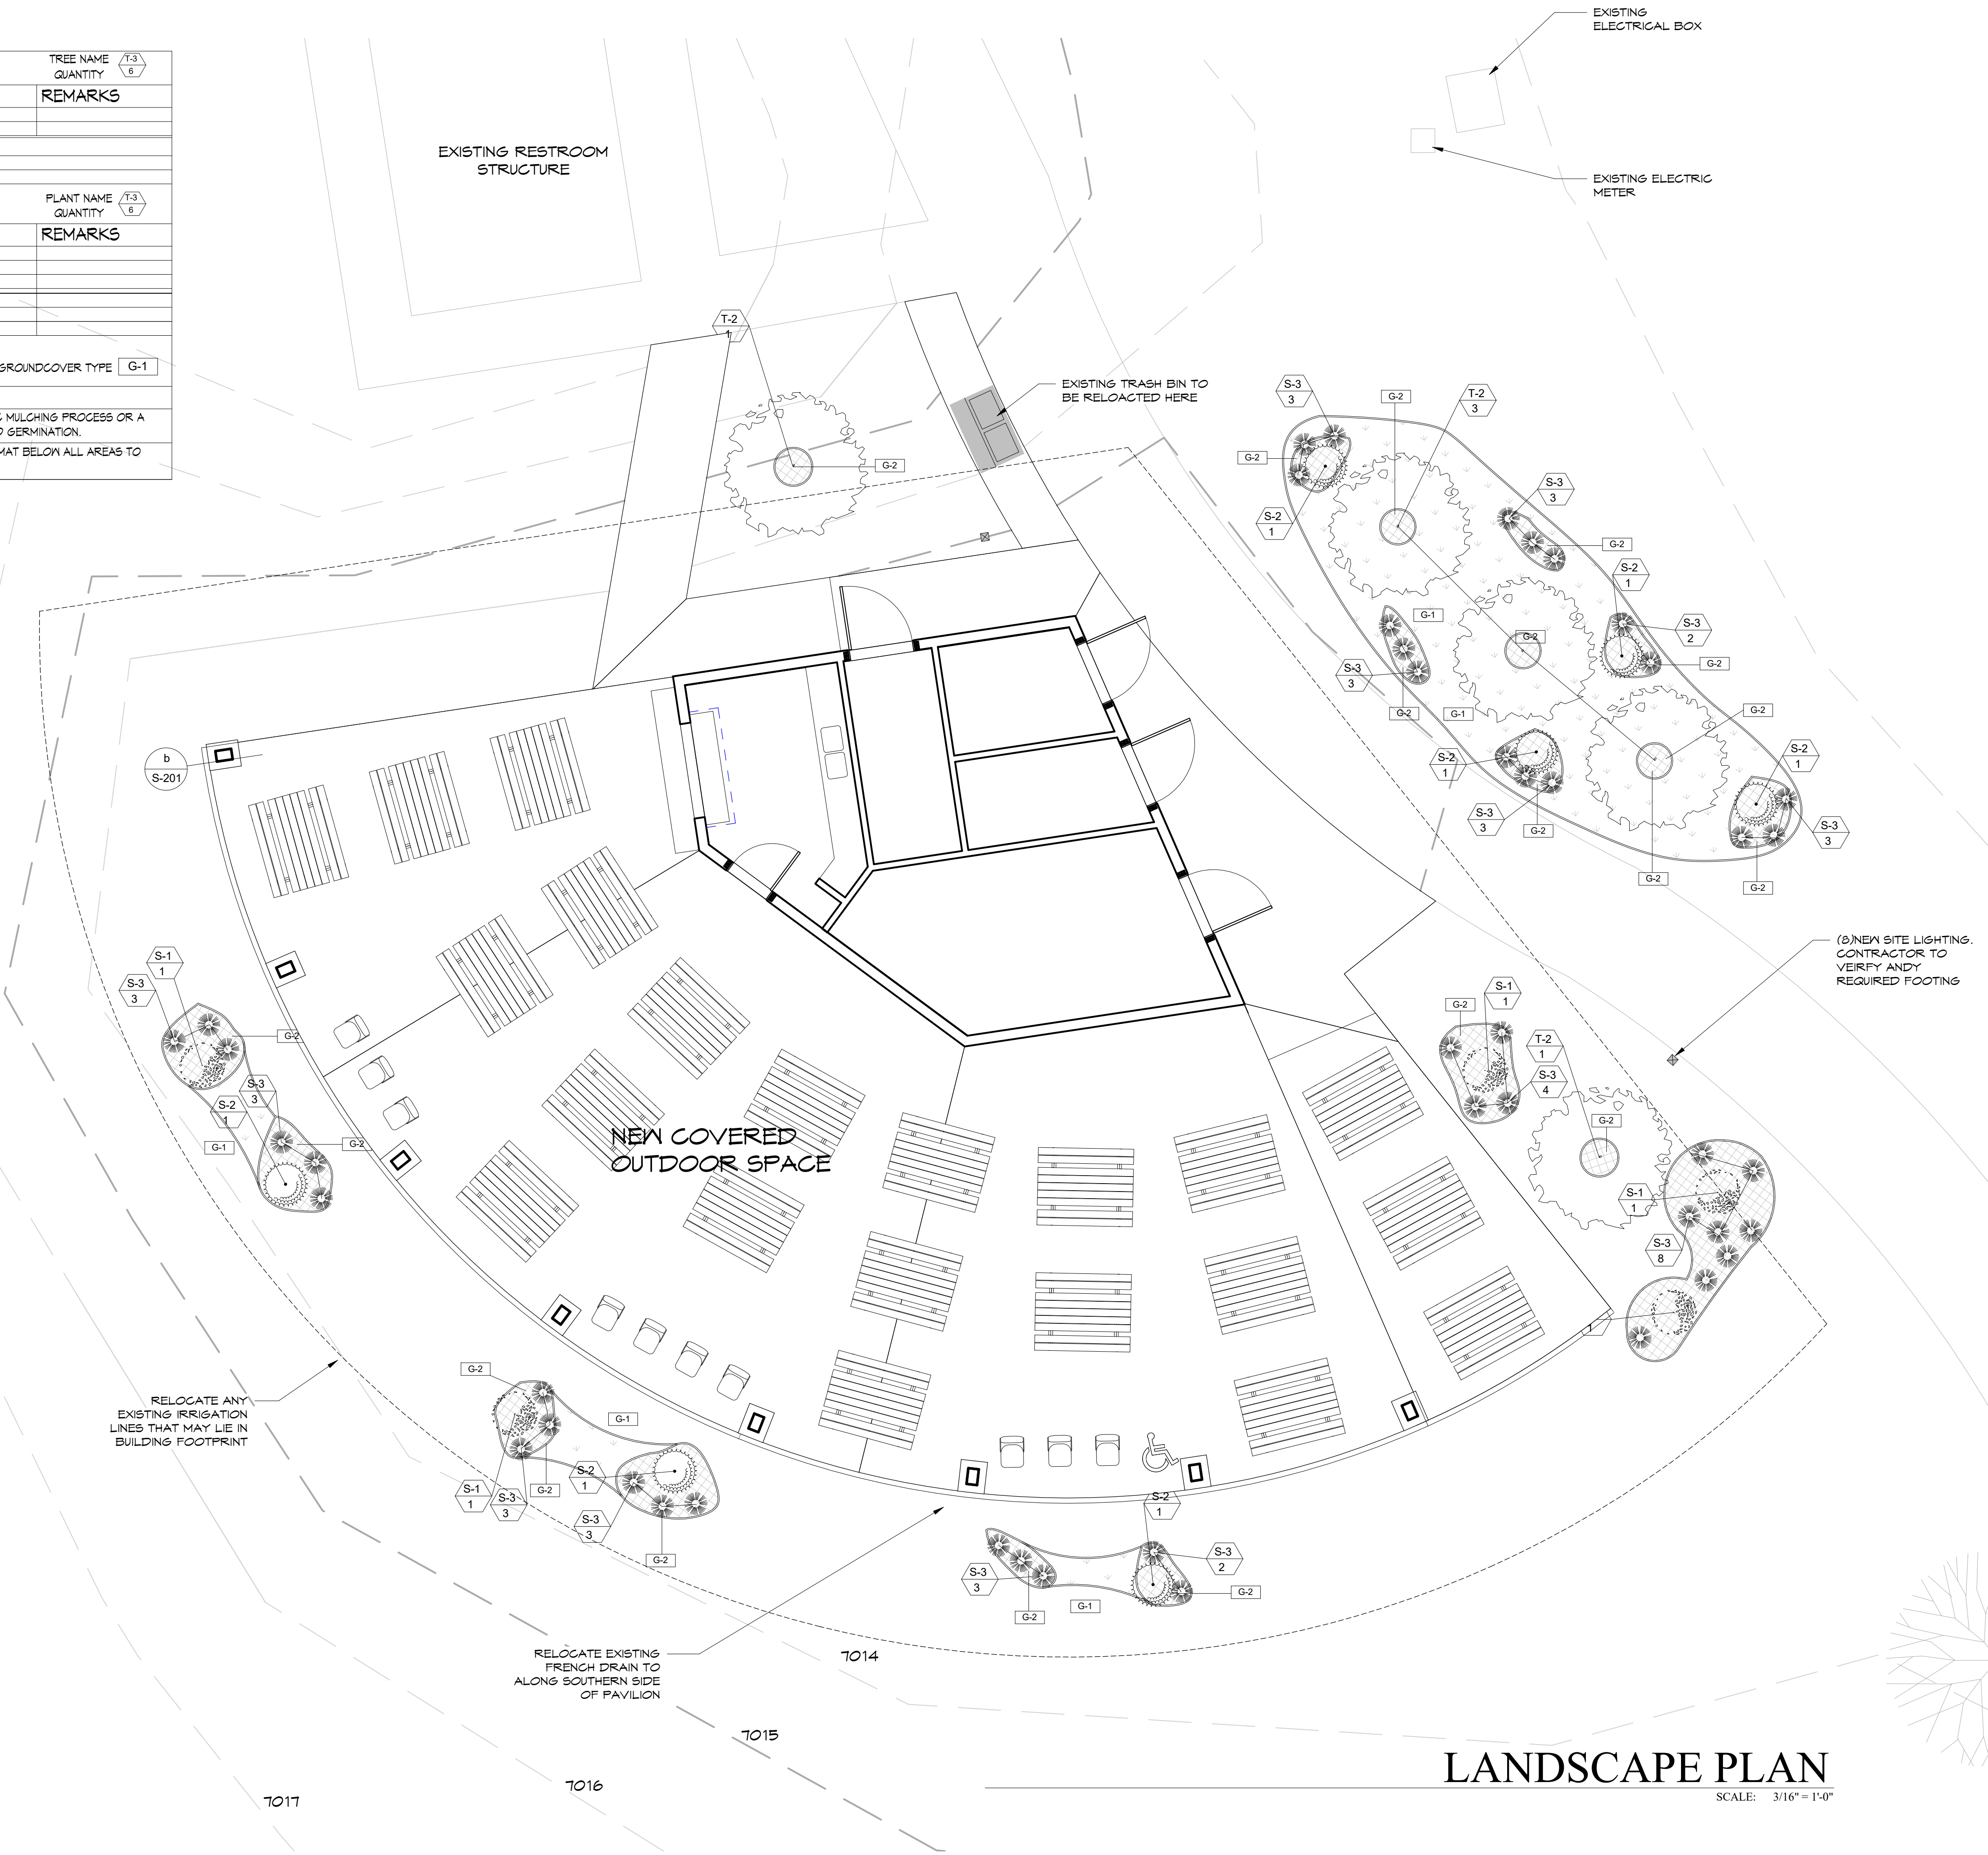 EXISTING
ELECTRICAL BOX
TREE NAME
QUANTITY
T-3
6
REMARKS
EXISTING RESTROOM
STRUCTURE
EXISTING ELECTRIC
METER
PLANT NAME
QUANTITY
T-3
6
REMARKS
GROUNDCOVER TYPE
G-1
MULCHING PROCESS OR A
GERMINATION.
MAT BELOW ALL AREAS TO
T-2
1
G-2
EXISTING TRASH BIN TO
BE RELOACTED HERE
S-3
3
G-2
T-2
3
G-2
S-2
1
S-3
3
G-2
S-2
1
S-3
2
G-2
G-1
G-2
S-3
3
G-2
G-1
G-2
S-2
1
S-2
1
S-3
3
G-2
S-3
3
G-2
G-2
b
S-201
(8)NEW SITE LIGHTING.
CONTRACTOR TO
VEIRFY ANDY
REQUIRED FOOTING
S-1
1
S-3
3
G-2
S-3
3
S-2
1
G-1
G-2
NEW COVERED
OUTDOOR SPACE
G-2
S-1
1
T-2
1
S-3
4
G-2
S-1
1
S-3
8
1
RELOCATE ANY
EXISTING IRRIGATION
LINES THAT MAY LIE IN
BUILDING FOOTPRINT
G-2
G-1
S-1
1
S-3
3
G-2
S-2
1
S-3
3
G-2
S-2
1
S-3
3
S-3
2
G-2
G-1
G-2
RELOCATE EXISTING
FRENCH DRAIN TO
ALONG SOUTHERN SIDE
OF PAVILION
7014
7015
7016
7017
LANDSCAPE PLAN
SCALE: 3/16" = 1'-0"